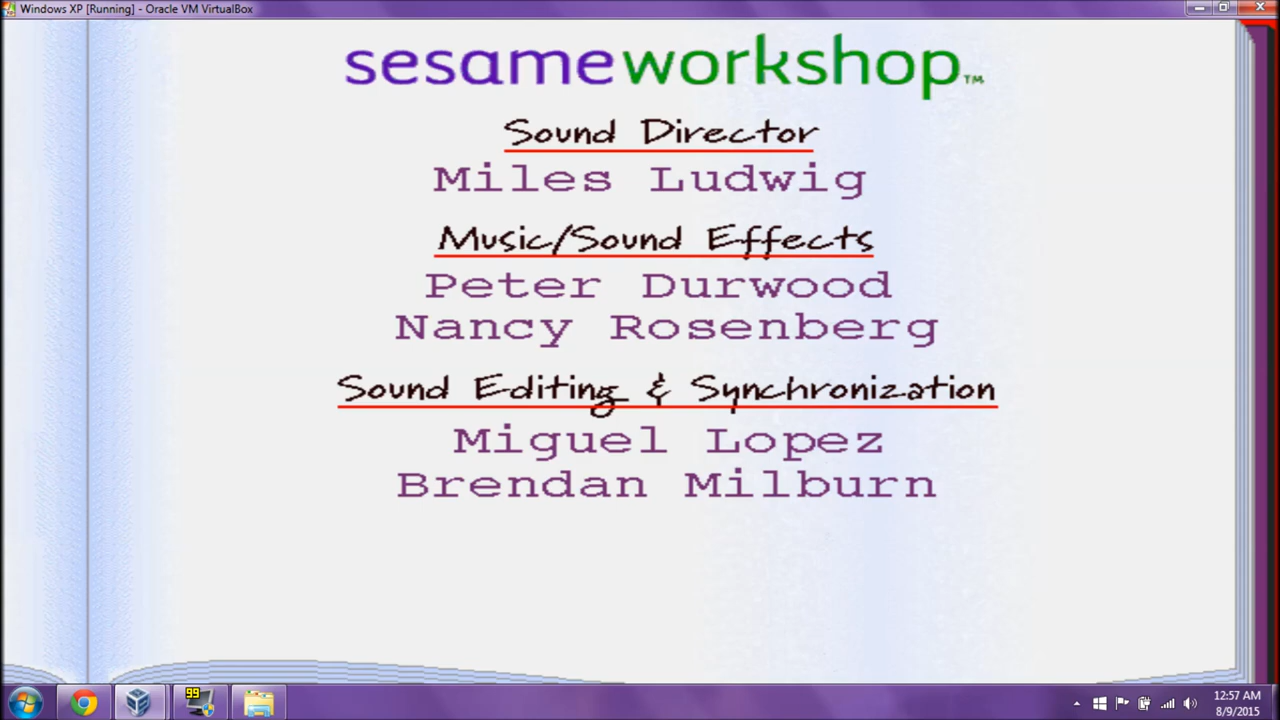 Windows XP [Running] - Oracle VM VirtualBox
sesameworkshop™
Sound Director
Miles Ludwig
Music/Sound Effects
Peter Durwood
Nancy Rosenberg
Sound Editing & Synchronization
Miguel Lopez
Brendan Milburn
99
12:57 AM
8/9/2015